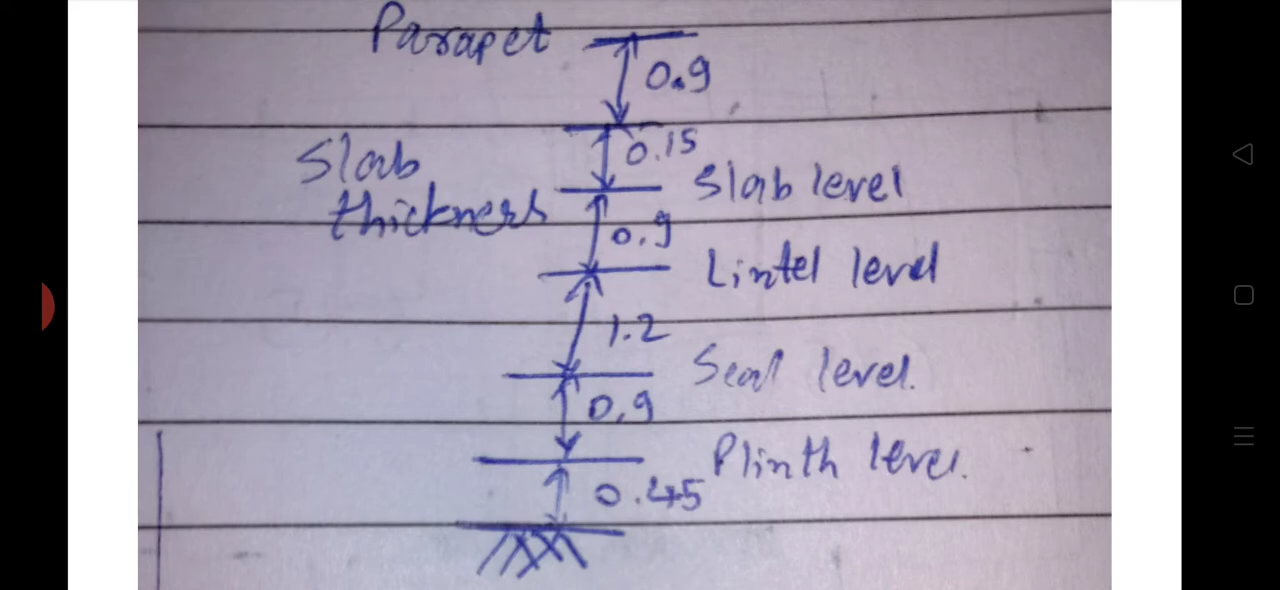 Parapet
0.9
Slab
thickness
0.15
Slab level
0.9
Lintel level
1.2
level.
0.9
Plinth level.
0.45